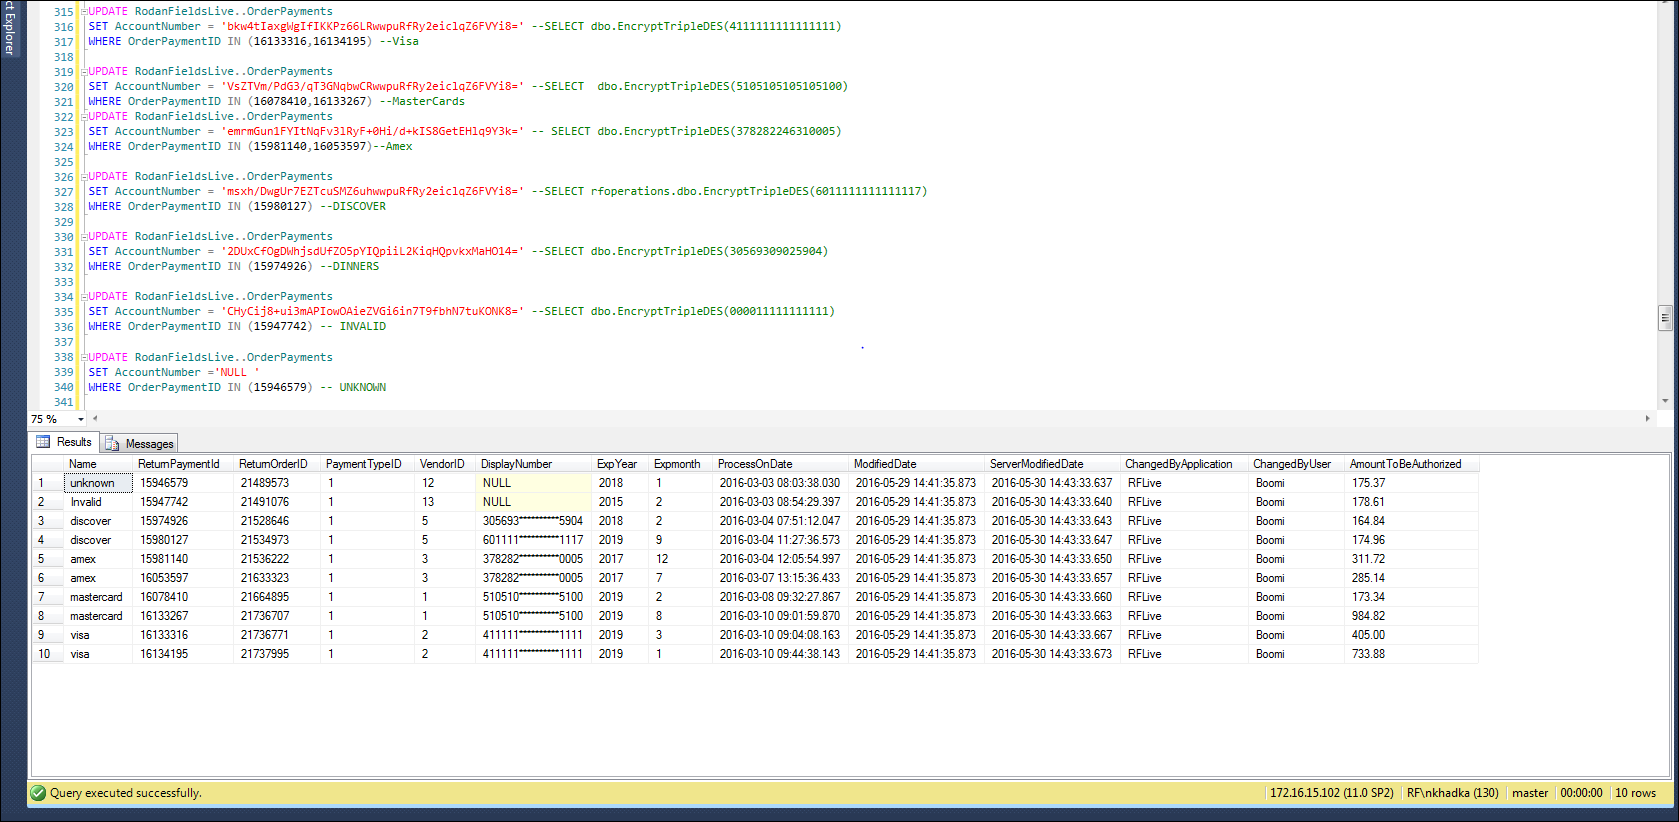 ct Explorer
315 UPDATE RodanFieldsLive..OrderPayments
316 SET AccountNumber = 'bkw4tIaxgWgIfIKKPz66LRwwpuRfRy2eiclqZ6FVYi8=' --SELECT dbo.EncryptTripleDES(4111111111111111)
317 WHERE OrderPaymentID IN (16133316,16134195) --Visa
318
319 UPDATE RodanFieldsLive..OrderPayments
320 SET AccountNumber = 'VsZTVm/PdG3/qT3GNqbwCRwwpuRfRy2eiclqZ6FVYi8=' --SELECT  dbo.EncryptTripleDES(5105105105105100)
321 WHERE OrderPaymentID IN (16078410,16133267) --MasterCards
322 UPDATE RodanFieldsLive..OrderPayments
323 SET AccountNumber = 'emrmGun1FYItNqFv3lRyF+0Hi/d+kIS8GetEHlq9Y3k=' -- SELECT dbo.EncryptTripleDES(378282246310005)
324 WHERE OrderPaymentID IN (15981140,16053597)--Amex
325
326 UPDATE RodanFieldsLive..OrderPayments
327 SET AccountNumber = 'msxh/DwgUr7EZTcuSMZ6uhwwpuRfRy2eiclqZ6FVYi8=' --SELECT rfoperations.dbo.EncryptTripleDES(6011111111111117)
328 WHERE OrderPaymentID IN (15980127) --DISCOVER
329
330 UPDATE RodanFieldsLive..OrderPayments
331 SET AccountNumber = '2DUxCfOgDWhjsdUfZO5pYIQpiiL2KiqHQpvkxMaHO14=' --SELECT dbo.EncryptTripleDES(30569309025904)
332 WHERE OrderPaymentID IN (15974926) --DINNERS
333
334 UPDATE RodanFieldsLive..OrderPayments
335 SET AccountNumber = 'CHyCij8+ui3mAPIowOAieZVGi6in7T9fbhN7tuKONK8=' --SELECT dbo.EncryptTripleDES(000011111111111)
336 WHERE OrderPaymentID IN (15947742) -- INVALID
337
338 UPDATE RodanFieldsLive..OrderPayments
339 SET AccountNumber ='NULL '
340 WHERE OrderPaymentID IN (15946579) -- UNKNOWN
341
75 %
Results Messages
Name ReturnPaymentId ReturnOrderID PaymentTypeID VendorID DisplayNumber ExpYear Expmonth ProcessOnDate ModifiedDate ServerModifiedDate ChangedByApplication ChangedByUser AmountToBeAuthorized
1 unknown 15946579 21489573 1 12 NULL 2018 1 2016-03-03 08:03:38.030 2016-05-29 14:41:35.873 2016-05-30 14:43:33.637 RFLive Boomi 175.37
2 Invalid 15947742 21491076 1 13 NULL 2015 2 2016-03-03 08:54:29.397 2016-05-29 14:41:35.873 2016-05-30 14:43:33.640 RFLive Boomi 178.61
3 discover 15974926 21528646 1 5 305693**********5904 2018 2 2016-03-04 07:51:12.047 2016-05-29 14:41:35.873 2016-05-30 14:43:33.643 RFLive Boomi 164.84
4 discover 15980127 21534973 1 5 601111**********1117 2019 9 2016-03-04 11:27:36.573 2016-05-29 14:41:35.873 2016-05-30 14:43:33.647 RFLive Boomi 174.96
5 amex 15981140 21536222 1 3 378282**********0005 2017 12 2016-03-04 12:05:54.997 2016-05-29 14:41:35.873 2016-05-30 14:43:33.650 RFLive Boomi 311.72
6 amex 16053597 21633323 1 3 378282**********0005 2017 7 2016-03-07 13:15:36.433 2016-05-29 14:41:35.873 2016-05-30 14:43:33.657 RFLive Boomi 285.14
7 mastercard 16078410 21664895 1 1 510510**********5100 2019 2 2016-03-08 09:32:27.867 2016-05-29 14:41:35.873 2016-05-30 14:43:33.660 RFLive Boomi 173.34
8 mastercard 16133267 21736707 1 1 510510**********5100 2019 8 2016-03-10 09:01:59.870 2016-05-29 14:41:35.873 2016-05-30 14:43:33.663 RFLive Boomi 984.82
9 visa 16133316 21736771 1 2 411111**********1111 2019 3 2016-03-10 09:04:08.163 2016-05-29 14:41:35.873 2016-05-30 14:43:33.667 RFLive Boomi 405.00
10 visa 16134195 21737995 1 2 411111**********1111 2019 1 2016-03-10 09:44:38.143 2016-05-29 14:41:35.873 2016-05-30 14:43:33.673 RFLive Boomi 733.88
Query executed successfully. 172.16.15.102 (11.0 SP2) RF\nkhadka (130) master 00:00:00 10 rows